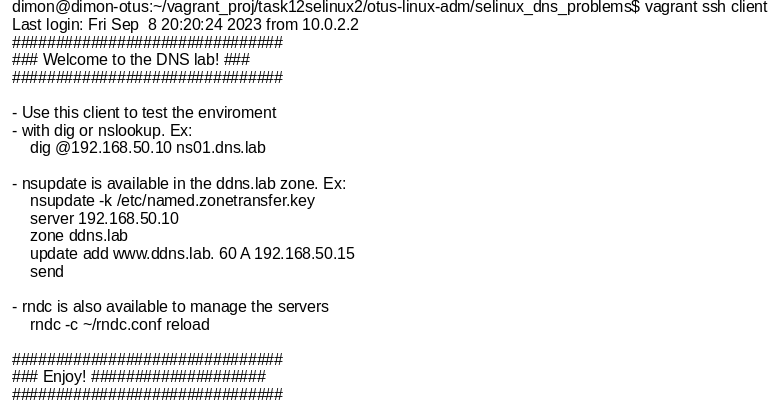 dimon@dimon-otus:~/vagrant_proj/task12selinux2/otus-linux-adm/selinux_dns_problems$ vagrant ssh client
Last login: Fri Sep  8 20:20:24 2023 from 10.0.2.2
###############################
### Welcome to the DNS lab! ###
###############################

- Use this client to test the enviroment
- with dig or nslookup. Ex:
    dig @192.168.50.10 ns01.dns.lab

- nsupdate is available in the ddns.lab zone. Ex:
    nsupdate -k /etc/named.zonetransfer.key
    server 192.168.50.10
    zone ddns.lab
    update add www.ddns.lab. 60 A 192.168.50.15
    send

- rndc is also available to manage the servers
    rndc -c ~/rndc.conf reload

###############################
### Enjoy! ####################
###############################